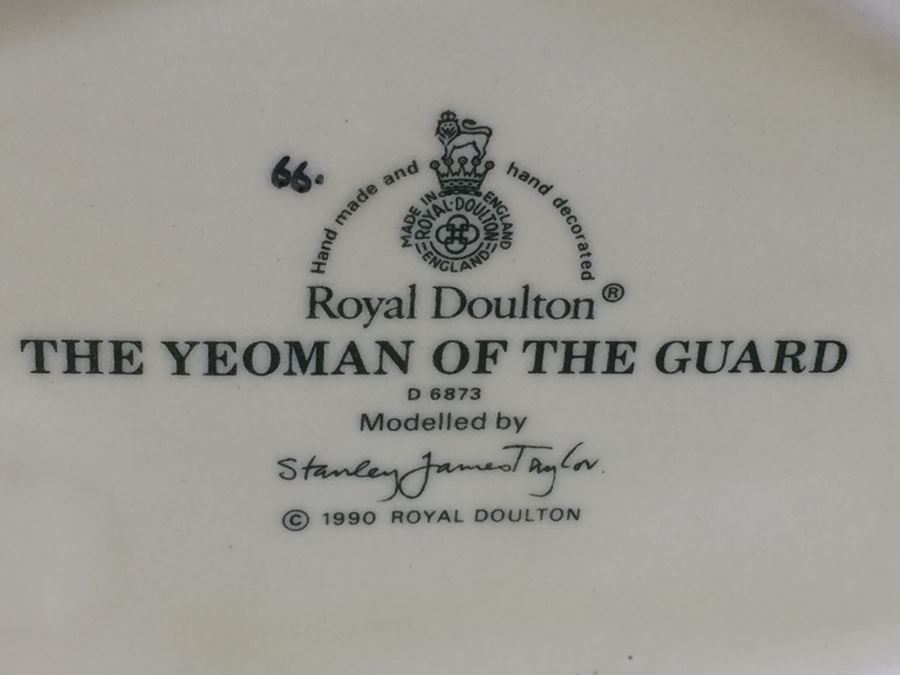 66.
Hand made and hand decorated
MADE IN ENGLAND
ROYAL·DOULTON
ENGLAND
Royal Doulton®
THE YEOMAN OF THE GUARD
D 6873
Modelled by
Stanley James Taylor.
© 1990 ROYAL DOULTON